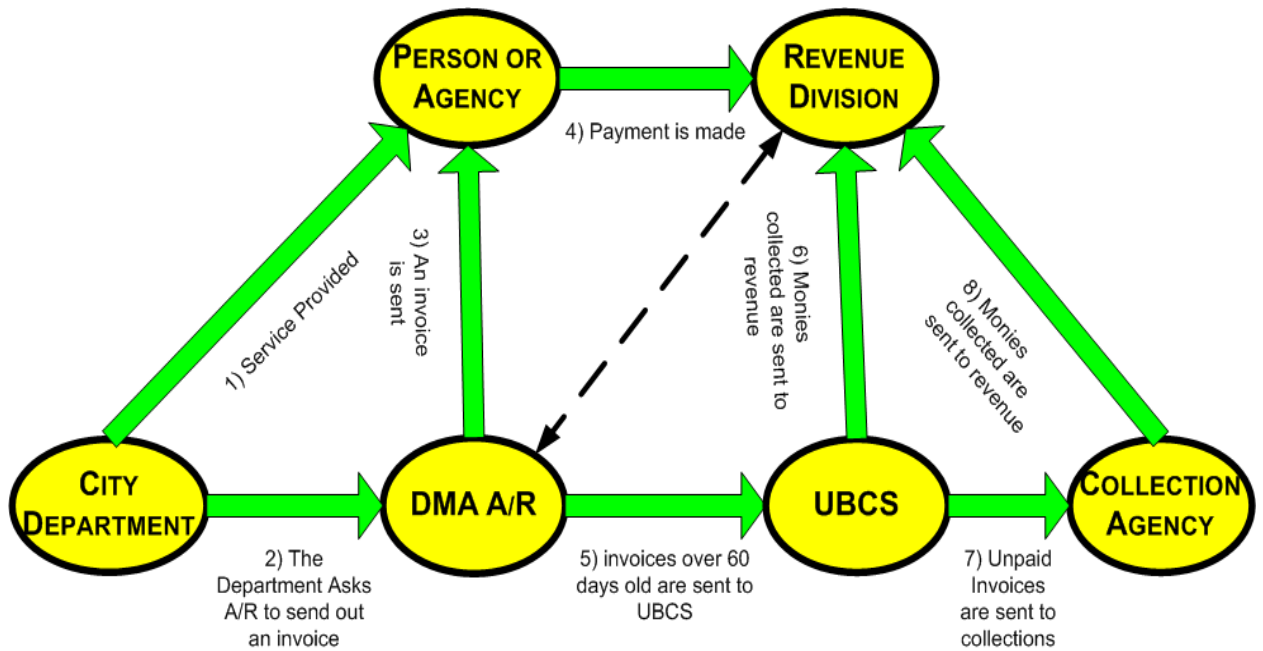 PERSON OR
AGENCY
REVENUE
DIVISION
4) Payment is made
1) Service Provided
3) An invoice
is sent
6) Monies
collected are sent to
revenue
8) Monies
collected are
sent to revenue
CITY
DEPARTMENT
DMA A/R
UBCS
COLLECTION
AGENCY
2) The
Department Asks
A/R to send out
an invoice
5) invoices over 60
days old are sent to
UBCS
7) Unpaid
Invoices
are sent to
collections